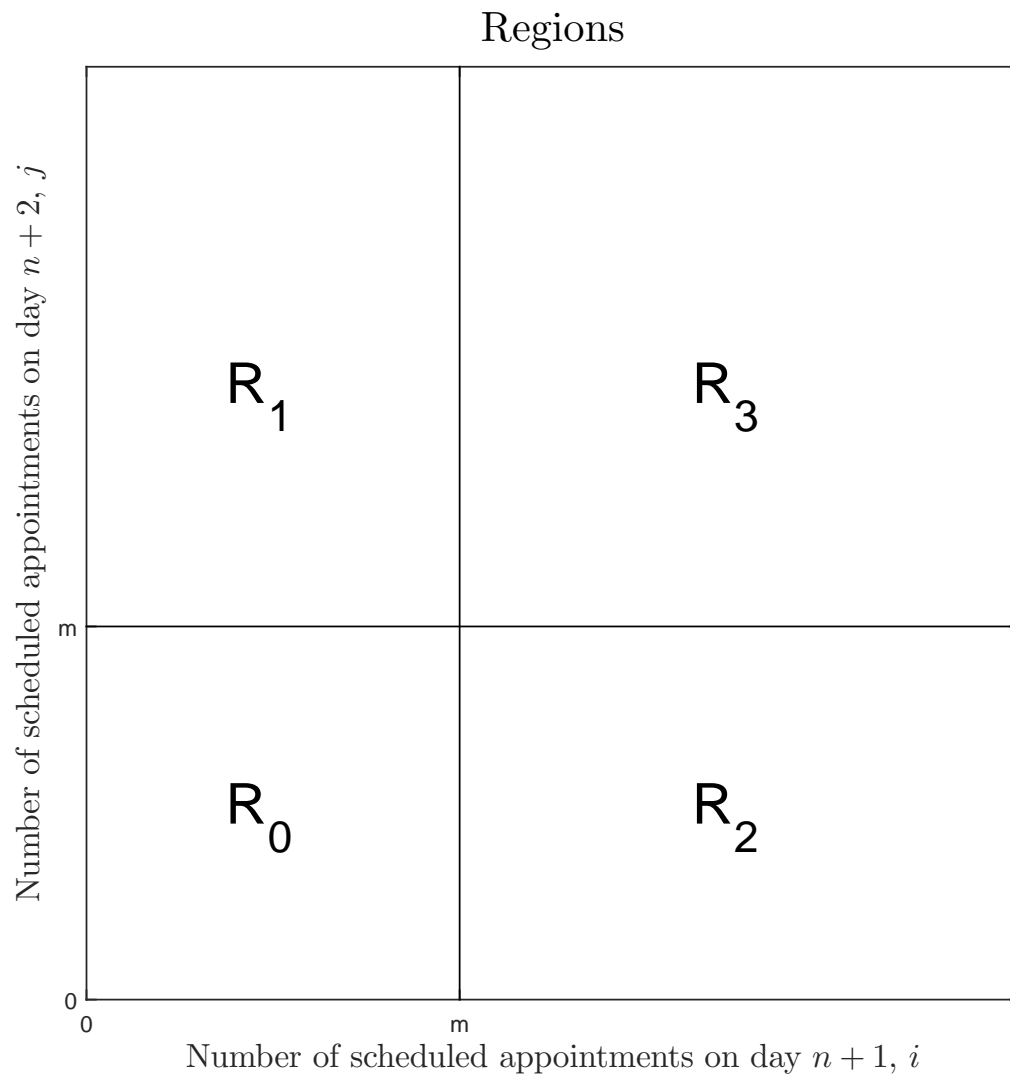 Regions
Number of scheduled appointments on day n + 2, j
R1
R3
m
R0
R2
0
0
m
Number of scheduled appointments on day n + 1, i